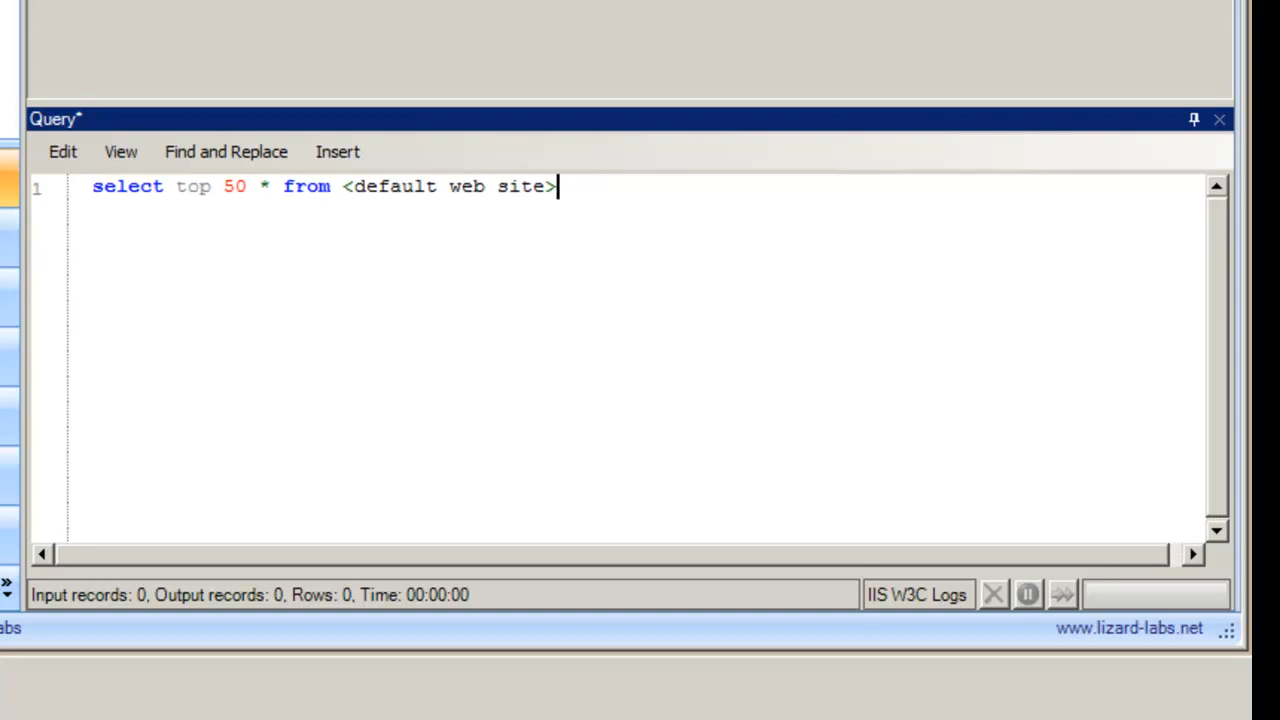 Query*
Edit View Find and Replace Insert
1 select top 50 * from <default web site>
Input records: 0, Output records: 0, Rows: 0, Time: 00:00:00 IIS W3C Logs
abs www.lizard-labs.net